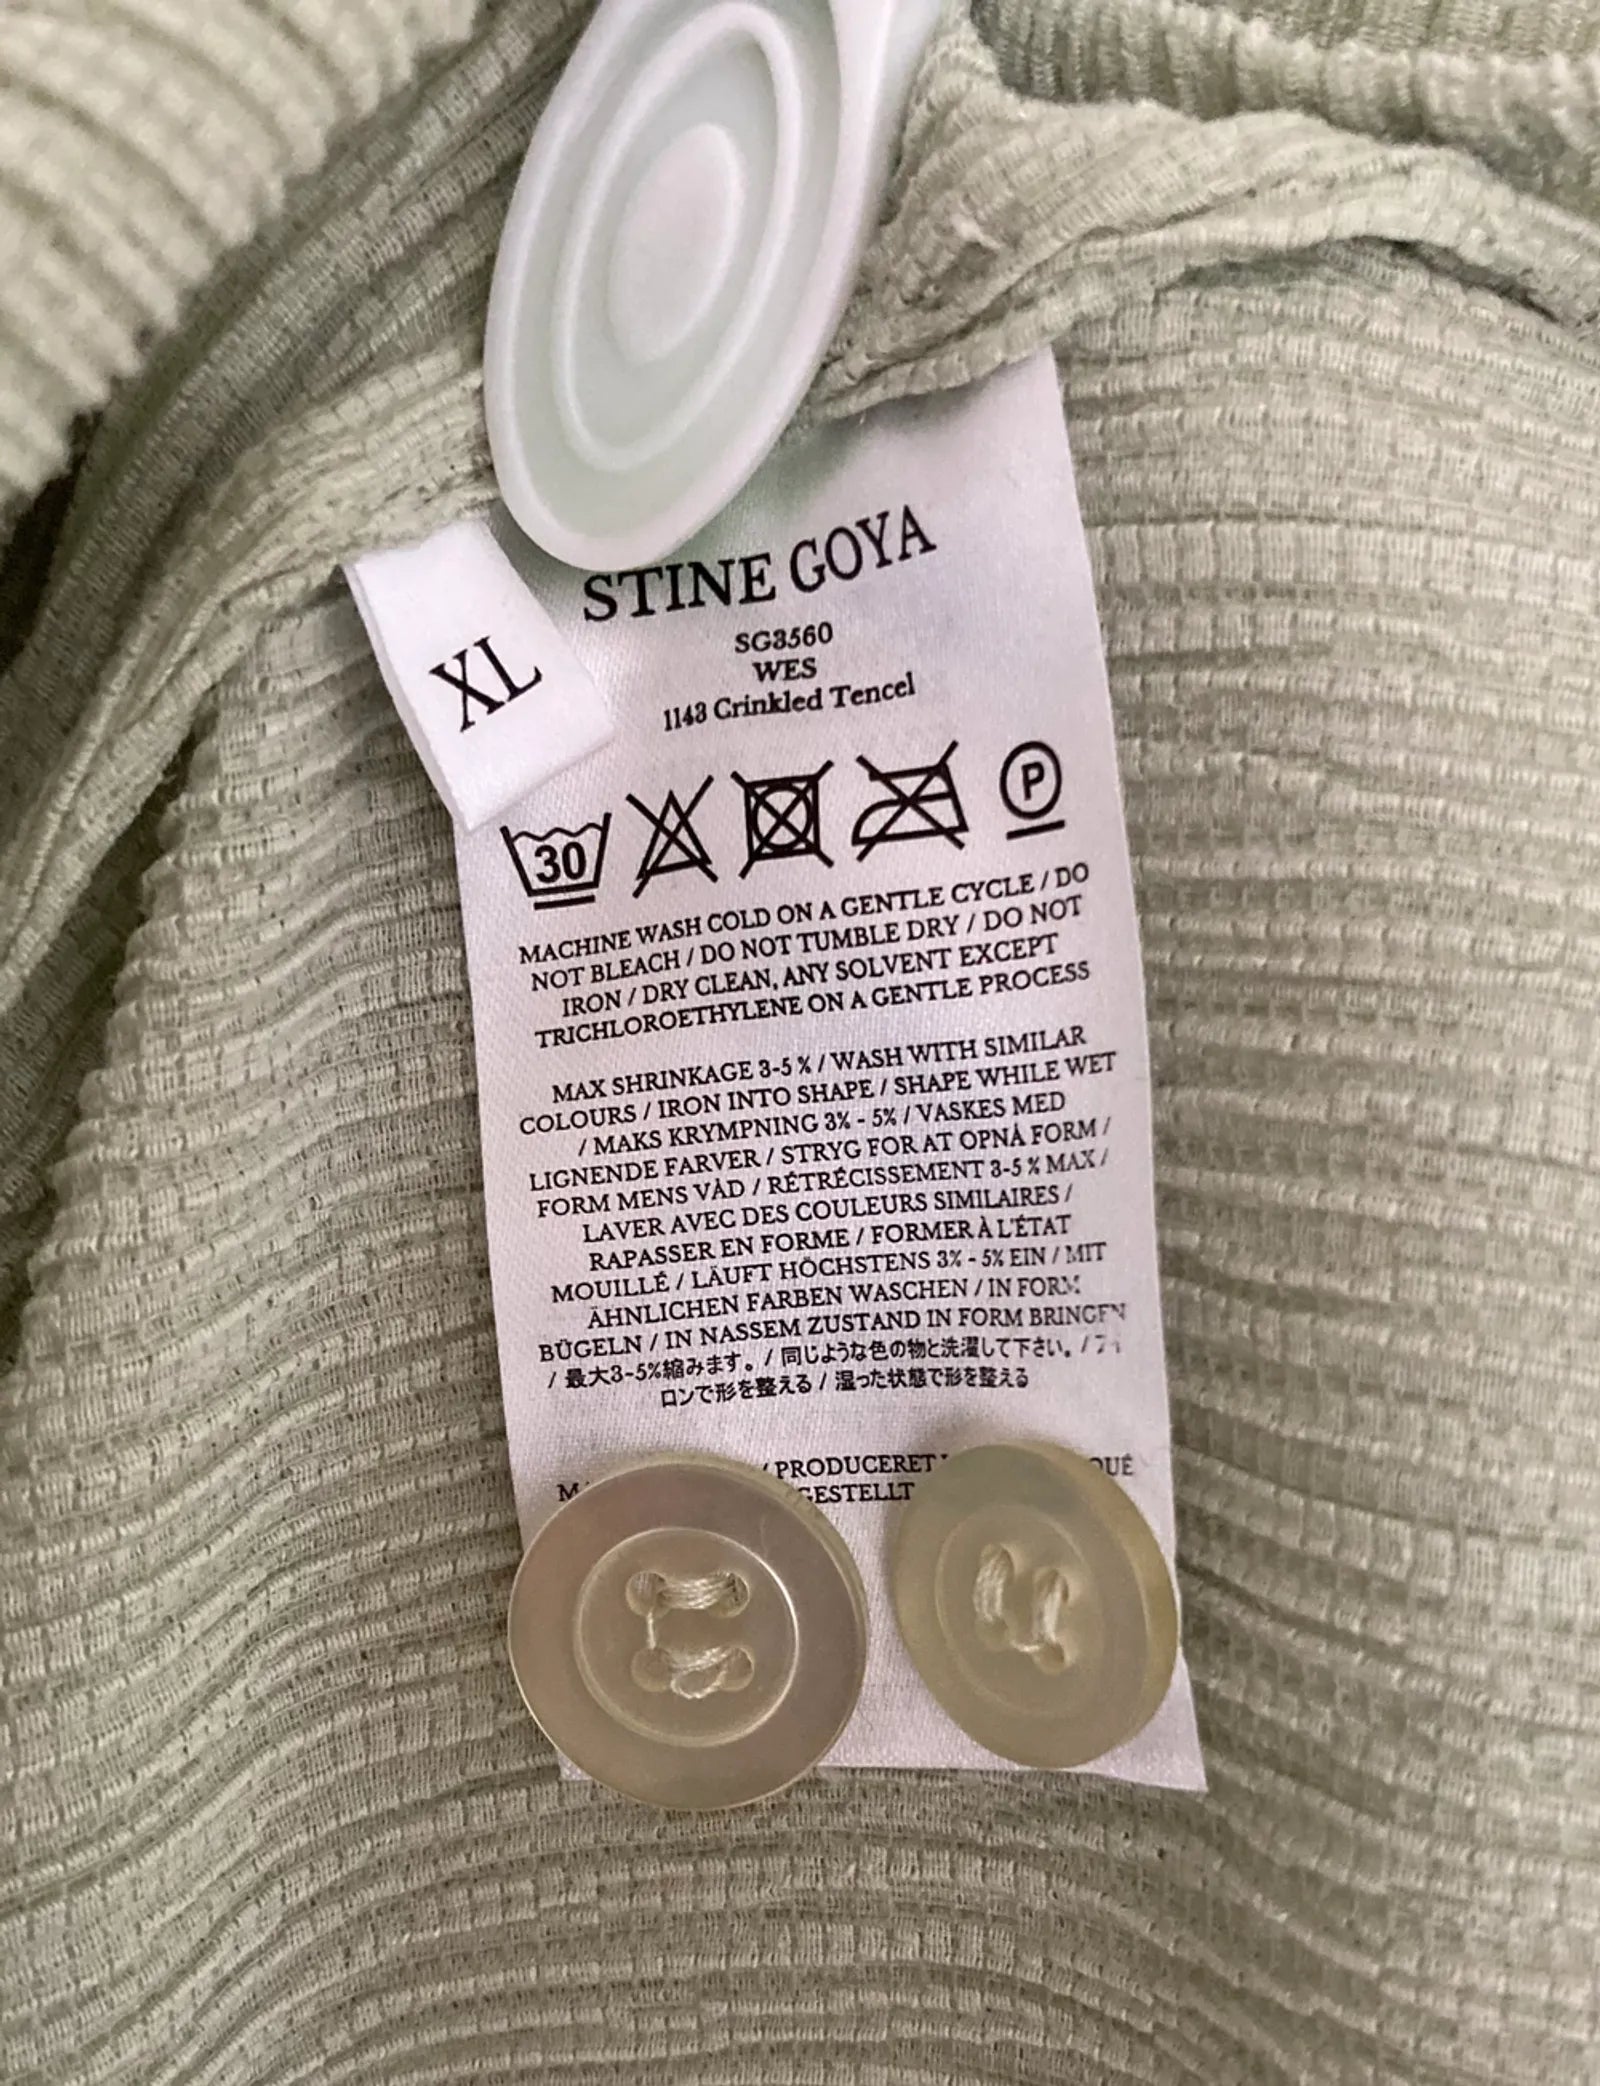 STINE GOYA
XL
SG3560
WES
1143 Crinkled Tencel
30
P
MACHINE WASH COLD ON A GENTLE CYCLE / DO
NOT BLEACH / DO NOT TUMBLE DRY / DO NOT
IRON / DRY CLEAN, ANY SOLVENT EXCEPT
TRICHLOROETHYLENE ON A GENTLE PROCESS
MAX SHRINKAGE 3-5 % / WASH WITH SIMILAR
COLOURS / IRON INTO SHAPE / SHAPE WHILE WET
/ MAKS KRYMPNING 3% - 5% / VASKES MED
LIGNENDE FARVER / STRYG FOR AT OPNÅ FORM /
FORM MENS VÅD / RÉTRÉCISSEMENT 3-5 % MAX /
LAVER AVEC DES COULEURS SIMILAIRES /
RAPASSER EN FORME / FORMER À L'ÉTAT
MOUILLÉ / LÄUFT HÖCHSTENS 3% - 5% EIN / MIT
ÄHNLICHEN FARBEN WASCHEN / IN FORM
BÜGELN / IN NASSEM ZUSTAND IN FORM BRINGEN
/ 最大3-5%縮みます。 / 同じような色の物と洗濯して下さい。 / アイ
ロンで形を整える / 湿った状態で形を整える
/ PRODUCERET
GESTELLT